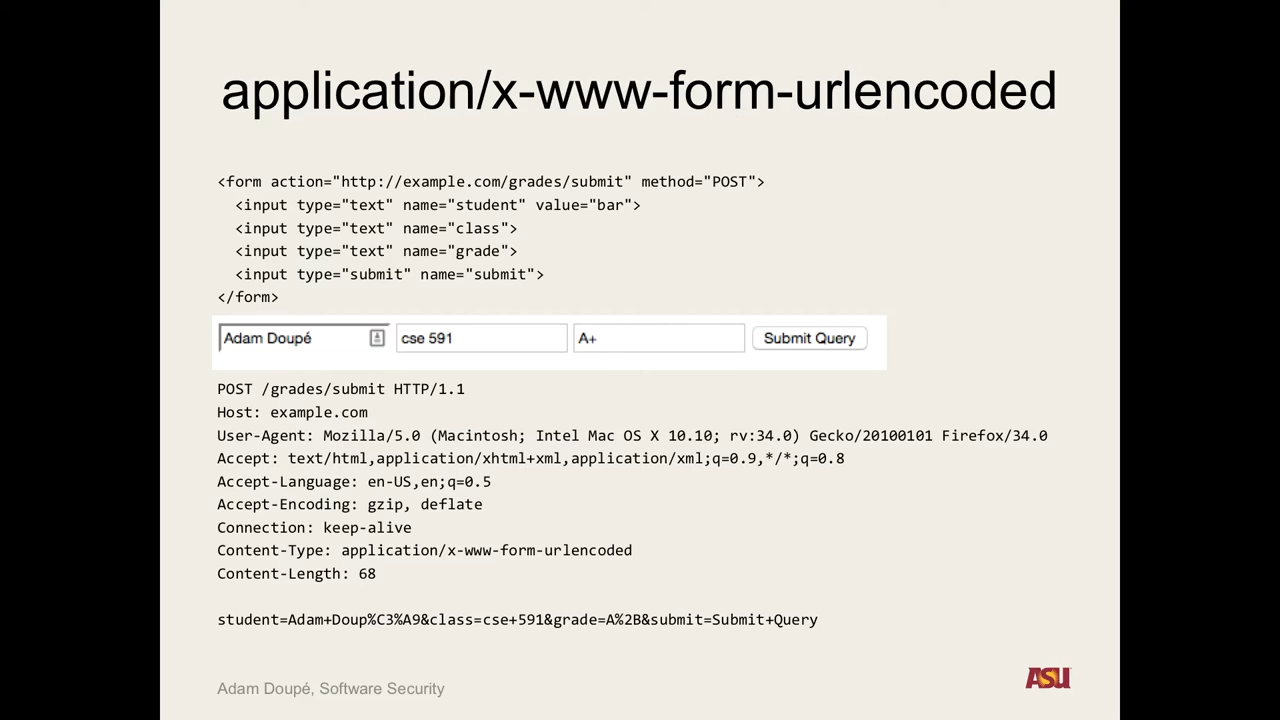 application/x-www-form-urlencoded
<form action="http://example.com/grades/submit" method="POST">
  <input type="text" name="student" value="bar">
  <input type="text" name="class">
  <input type="text" name="grade">
  <input type="submit" name="submit">
</form>
Adam Doupé cse 591 A+ Submit Query
POST /grades/submit HTTP/1.1
Host: example.com
User-Agent: Mozilla/5.0 (Macintosh; Intel Mac OS X 10.10; rv:34.0) Gecko/20100101 Firefox/34.0
Accept: text/html,application/xhtml+xml,application/xml;q=0.9,*/*;q=0.8
Accept-Language: en-US,en;q=0.5
Accept-Encoding: gzip, deflate
Connection: keep-alive
Content-Type: application/x-www-form-urlencoded
Content-Length: 68
student=Adam+Doup%C3%A9&class=cse+591&grade=A%2B&submit=Submit+Query
Adam Doupé, Software Security
ASU